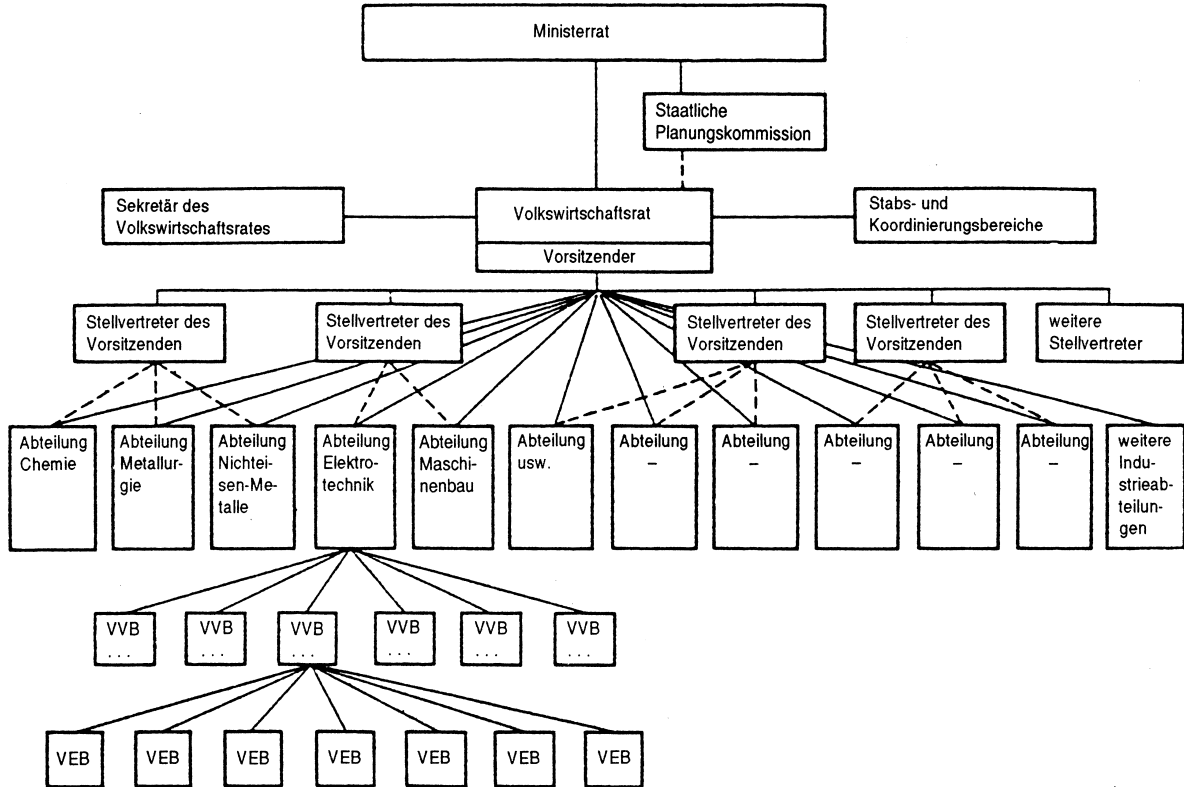 Ministerrat
Staatliche
Planungskommission
Sekretär des
Volkswirtschaftsrates
Volkswirtschaftsrat
Vorsitzender
Stabs- und
Koordinierungsbereiche
Stellvertreter des
Vorsitzenden
Stellvertreter des
Vorsitzenden
Stellvertreter des
Vorsitzenden
Stellvertreter des
Vorsitzenden
weitere
Stellvertreter
Abteilung
Chemie
Abteilung
Metallur-
gie
Abteilung
Nichtei-
sen-Me-
talle
Abteilung
Elektro-
technik
Abteilung
Maschi-
nenbau
Abteilung
usw.
Abteilung
–
Abteilung
–
Abteilung
–
Abteilung
–
Abteilung
–
weitere
Indu-
strieab-
teilun-
gen
VVB
. . .
VVB
. . .
VVB
. . .
VVB
. . .
VVB
. . .
VVB
. . .
VEB
VEB
VEB
VEB
VEB
VEB
VEB